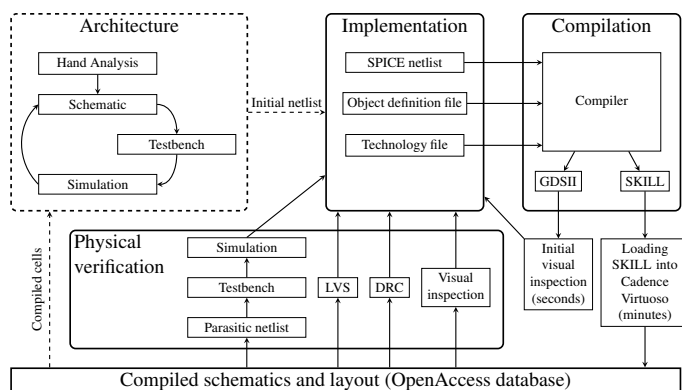 Architecture
Hand Analysis
Schematic
Testbench
Simulation
Initial netlist
Implementation
SPICE netlist
Object definition file
Technology file
Compilation
Compiler
GDSII
SKILL
Compiled cells
Physical
verification
Simulation
Testbench
Parasitic netlist
LVS
DRC
Visual
inspection
Initial
visual
inspection
(seconds)
Loading
SKILL into
Cadence
Virtuoso
(minutes)
Compiled schematics and layout (OpenAccess database)